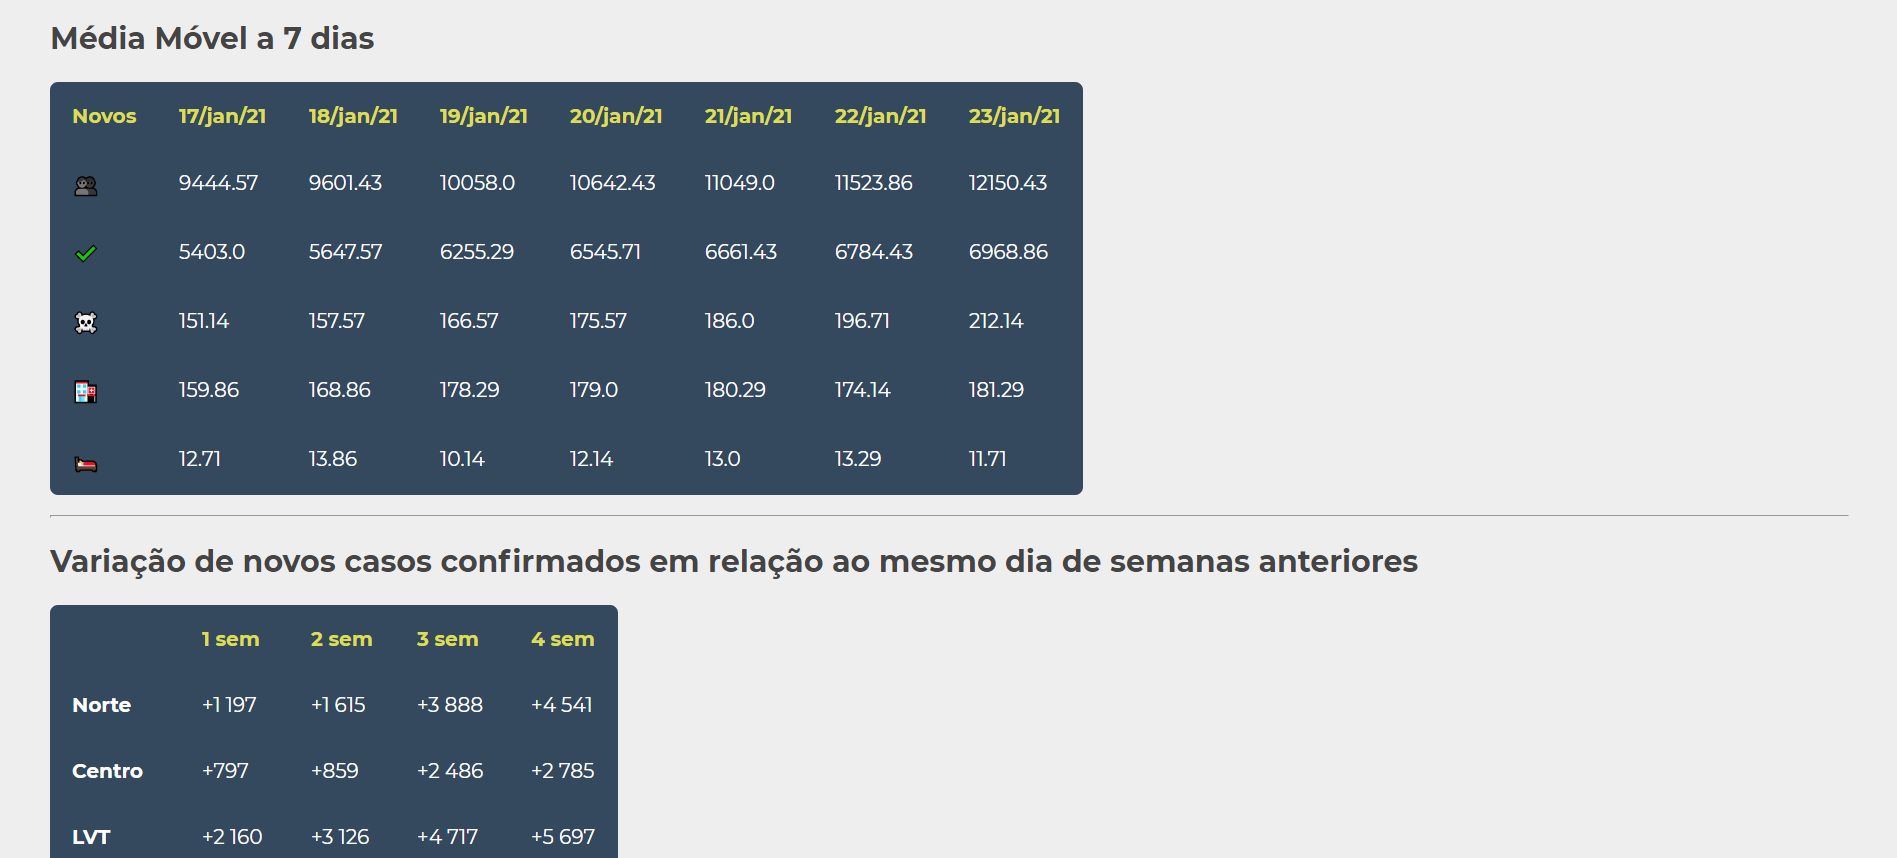 Média Móvel a 7 dias
Novos 17/jan/21 18/jan/21 19/jan/21 20/jan/21 21/jan/21 22/jan/21 23/jan/21
9444.57 9601.43 10058.0 10642.43 11049.0 11523.86 12150.43
5403.0 5647.57 6255.29 6545.71 6661.43 6784.43 6968.86
151.14 157.57 166.57 175.57 186.0 196.71 212.14
159.86 168.86 178.29 179.0 180.29 174.14 181.29
12.71 13.86 10.14 12.14 13.0 13.29 11.71
Variação de novos casos confirmados em relação ao mesmo dia de semanas anteriores
1 sem 2 sem 3 sem 4 sem
Norte +1 197 +1 615 +3 888 +4 541
Centro +797 +859 +2 486 +2 785
LVT +2 160 +3 126 +4 717 +5 697